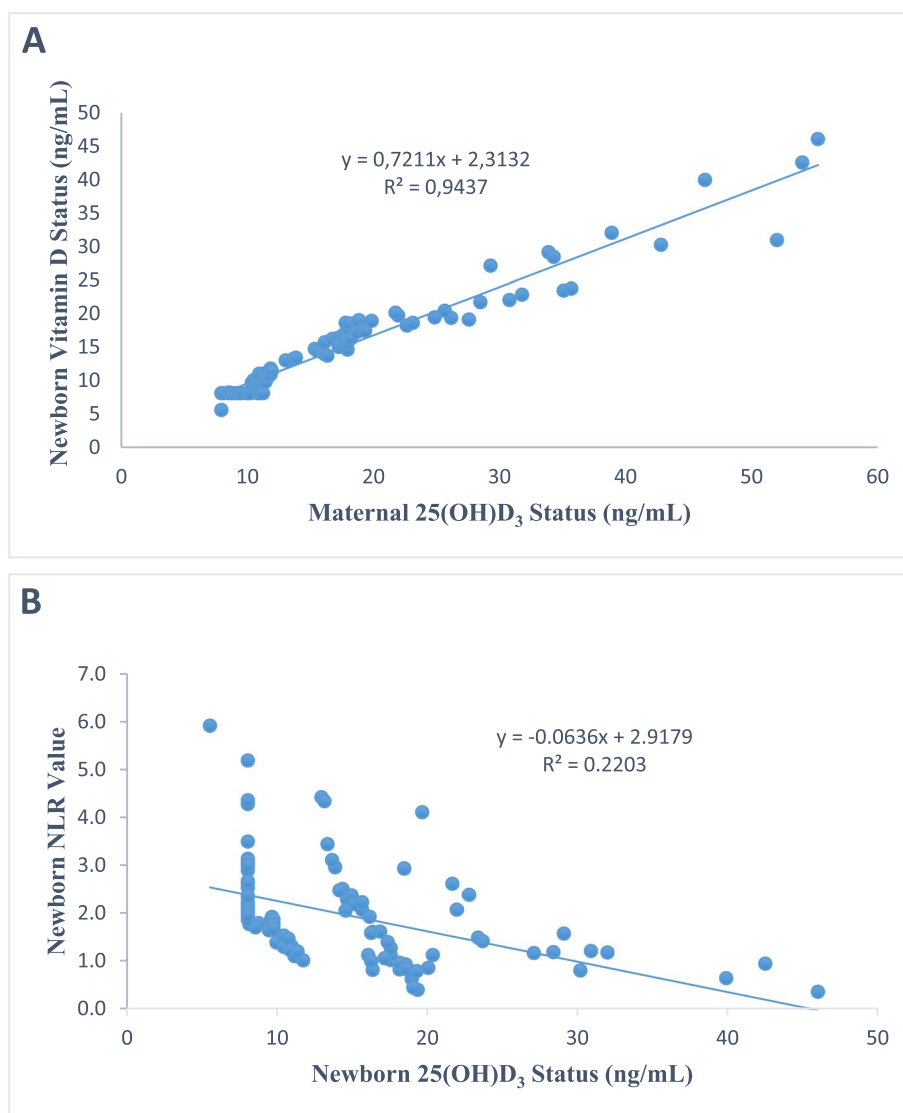 A
Newborn Vitamin D Status (ng/mL)
50
45
40
35
30
25
20
15
10
5
0
y = 0,7211x + 2,3132
R² = 0,9437
0 10 20 30 40 50 60
Maternal 25(OH)D₃ Status (ng/mL)
B
Newborn NLR Value
7.0
6.0
5.0
4.0
3.0
2.0
1.0
0.0
y = -0.0636x + 2.9179
R² = 0.2203
0 10 20 30 40 50
Newborn 25(OH)D₃ Status (ng/mL)